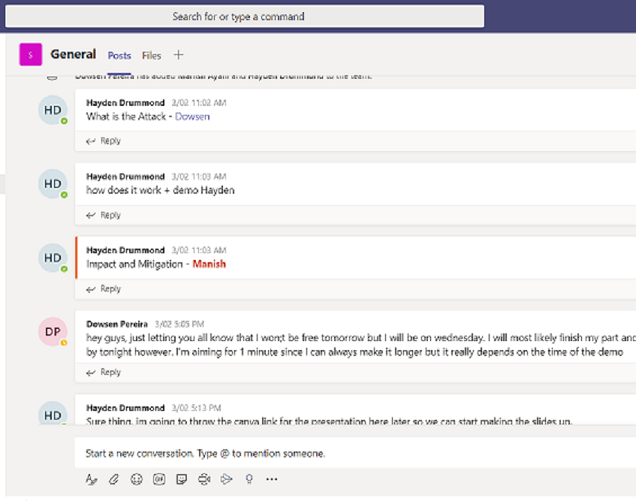 Search for or type a command
S General Posts Files +
Dowsen Pereira has added Manish Ayam and Hayden Drummond to the team.
HD Hayden Drummond 3/02 11:02 AM
What is the Attack - Dowsen
Reply
HD Hayden Drummond 3/02 11:03 AM
how does it work + demo Hayden
Reply
HD Hayden Drummond 3/02 11:03 AM
Impact and Mitigation - Manish
Reply
DP Dowsen Pereira 3/02 5:09 PM
hey guys, just letting you all know that I won;t be free tomorrow but I will be on wednesday. I will most likely finish my part and
by tonight however. I'm aiming for 1 minute since I can always make it longer but it really depends on the time of the demo
Reply
HD Hayden Drummond 3/02 5:13 PM
Sure thing, im going to throw the canva link for the presentation here later so we can start making the slides up.
Start a new conversation. Type @ to mention someone.
GIF